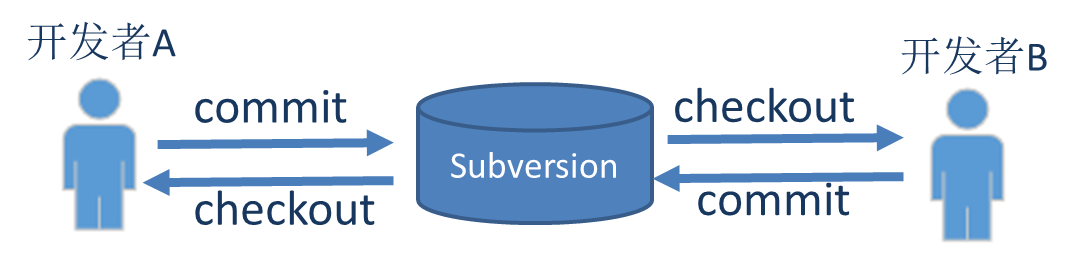 开发者A
开发者B
commit
checkout
Subversion
checkout
commit